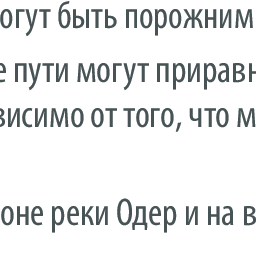 огут быть порожним
е пути могут приравн
висимо от того, что м
оне реки Одер и на в